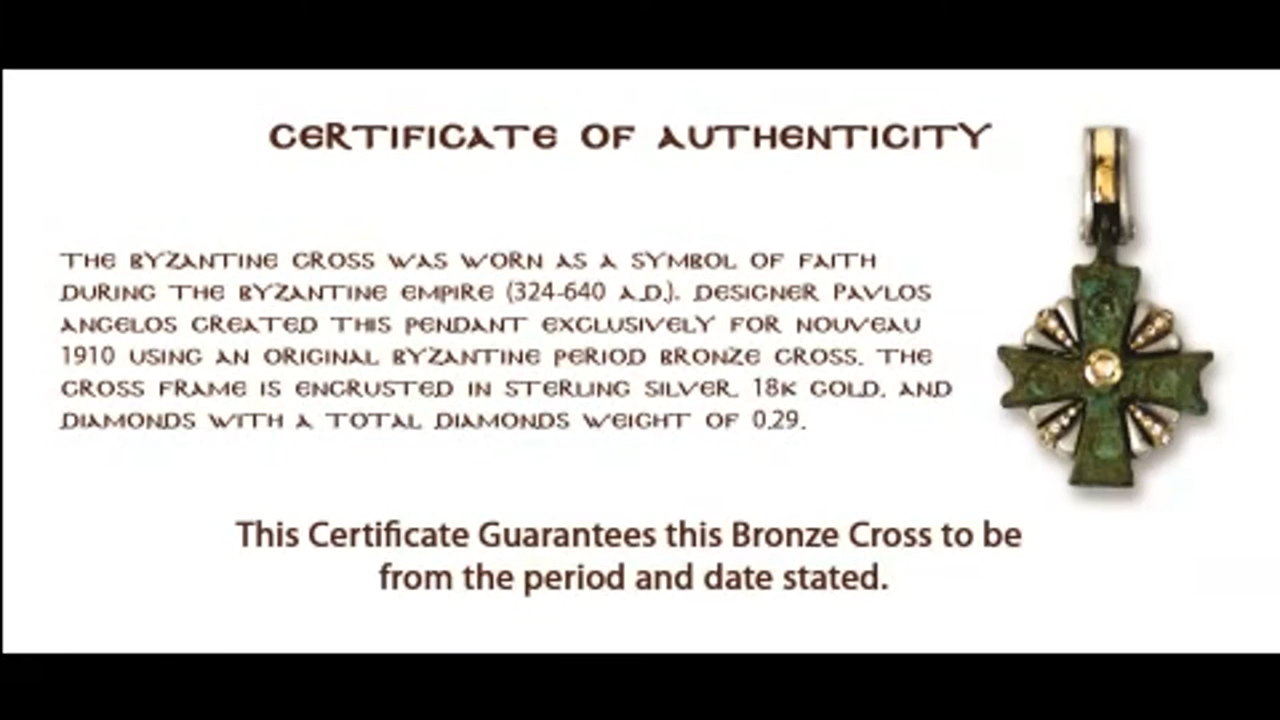 CERTIFICATE OF AUTHENTICITY
THE BYZANTINE CROSS WAS WORN AS A SYMBOL OF FAITH
DURING THE BYZANTINE EMPIRE (324-640 A.D.). DESIGNER PAVLOS
ANGELOS CREATED THIS PENDANT EXCLUSIVELY FOR NOUVEAU
1910 USING AN ORIGINAL BYZANTINE PERIOD BRONZE CROSS. THE
CROSS FRAME IS ENCRUSTED IN STERLING SILVER, 18K GOLD, AND
DIAMONDS WITH A TOTAL DIAMONDS WEIGHT OF 0.29.
This Certificate Guarantees this Bronze Cross to be
from the period and date stated.